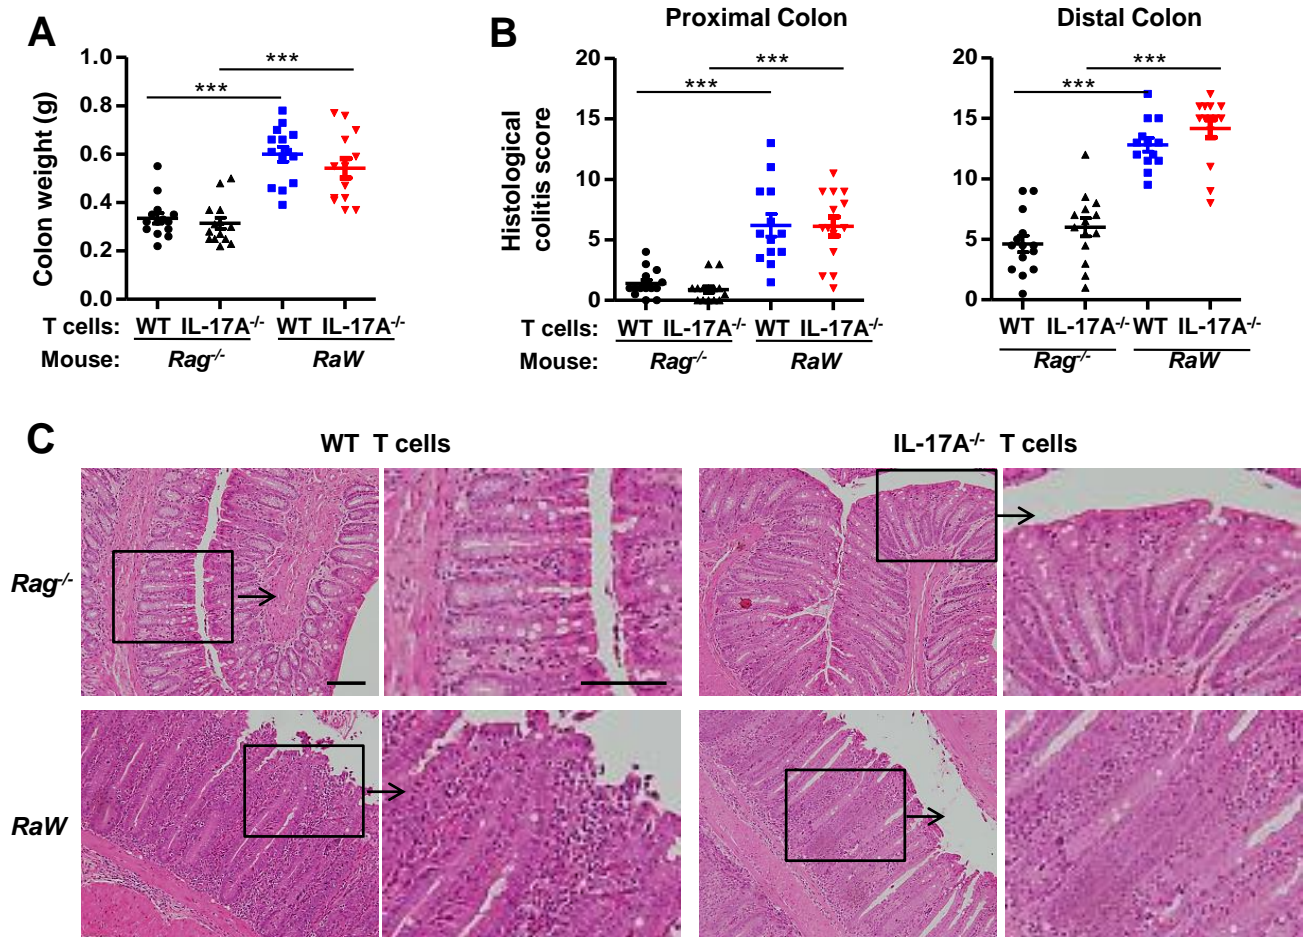 A
Colon weight (g)
1.0
0.8
0.6
0.4
0.2
0.0
***
***
T cells: WT IL-17A-/- WT IL-17A-/-
Mouse: Rag-/- RaW
B
Proximal Colon
Histological
colitis score
20
15
10
5
0
***
***
T cells: WT IL-17A-/- WT IL-17A-/-
Mouse: Rag-/- RaW
Distal Colon
20
15
10
5
0
***
***
WT IL-17A-/- WT IL-17A-/-
Rag-/- RaW
C
WT T cells
IL-17A-/- T cells
Rag-/-
RaW